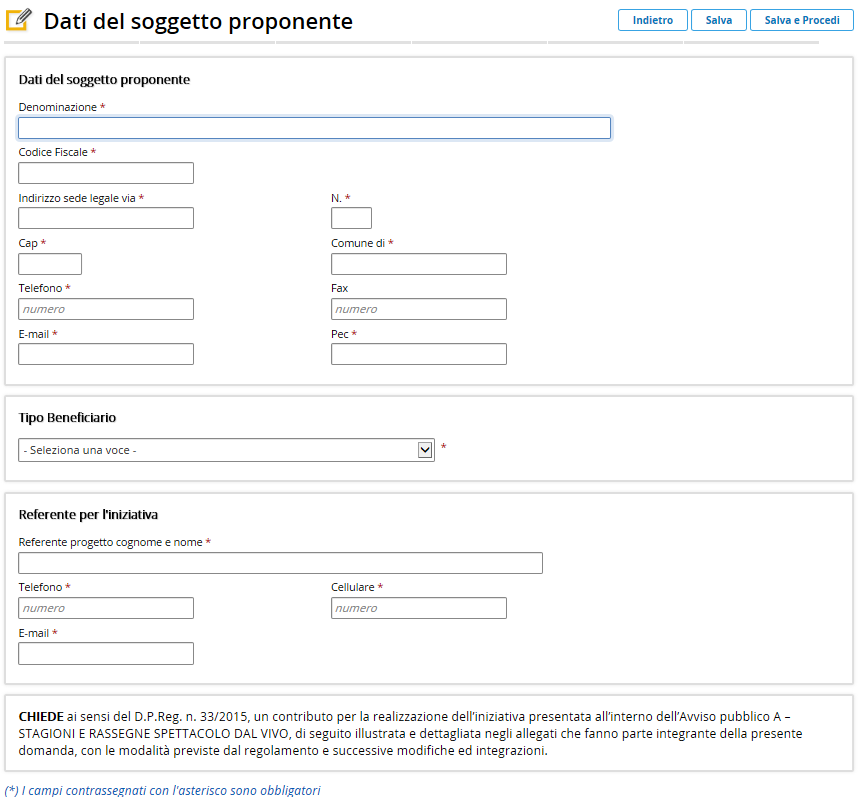 Dati del soggetto proponente
Indietro
Salva
Salva e Procedi
Dati del soggetto proponente
Denominazione *
Codice Fiscale *
Indirizzo sede legale via *
N. *
Cap *
Comune di *
Telefono *
Fax
numero
numero
E-mail *
Pec *
Tipo Beneficiario
- Seleziona una voce -
*
Referente per l'iniziativa
Referente progetto cognome e nome *
Telefono *
Cellulare *
numero
numero
E-mail *
CHIEDE ai sensi del D.P.Reg. n. 33/2015, un contributo per la realizzazione dell’iniziativa presentata all’interno dell’Avviso pubblico A –
STAGIONI E RASSEGNE SPETTACOLO DAL VIVO, di seguito illustrata e dettagliata negli allegati che fanno parte integrante della presente
domanda, con le modalità previste dal regolamento e successive modifiche ed integrazioni.
(*) I campi contrassegnati con l'asterisco sono obbligatori